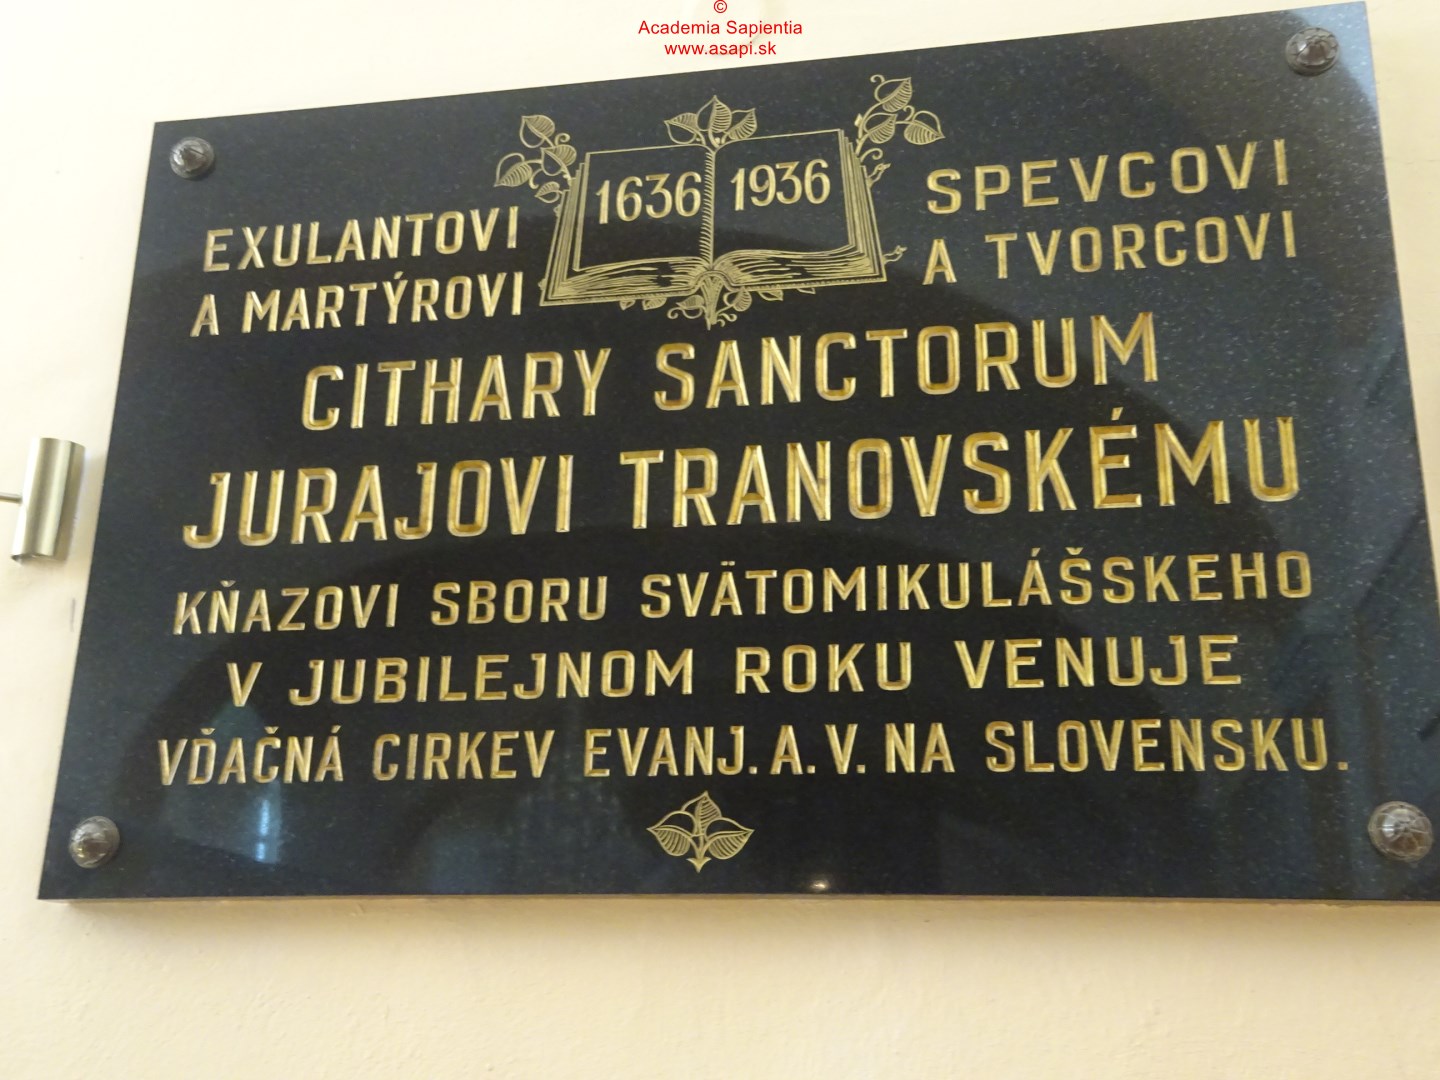 ©
Academia Sapientia
www.asapi.sk
1636 1936
EXULANTOVI
A MARTÝROVI
SPEVCOVI
A TVORCOVI
CITHARY SANCTORUM
JURAJOVI TRANOVSKÉMU
KŇAZOVI SBORU SVÄTOMIKULÁŠSKEHO
V JUBILEJNOM ROKU VENUJE
VĎAČNÁ CIRKEV EVANJ. A. V. NA SLOVENSKU.